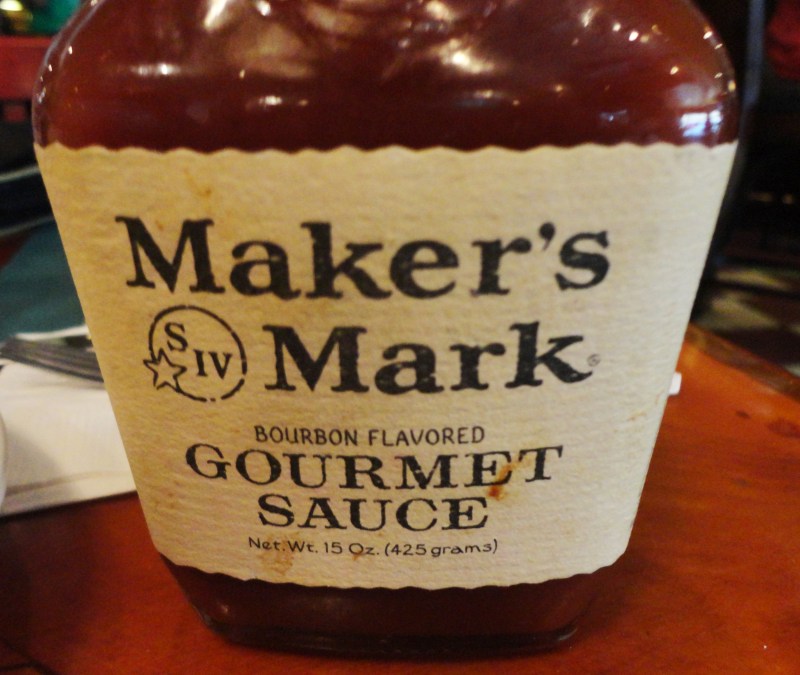 Maker's
S IV Mark®
BOURBON FLAVORED
GOURMET
SAUCE
Net.Wt. 15 Oz. (425 grams)